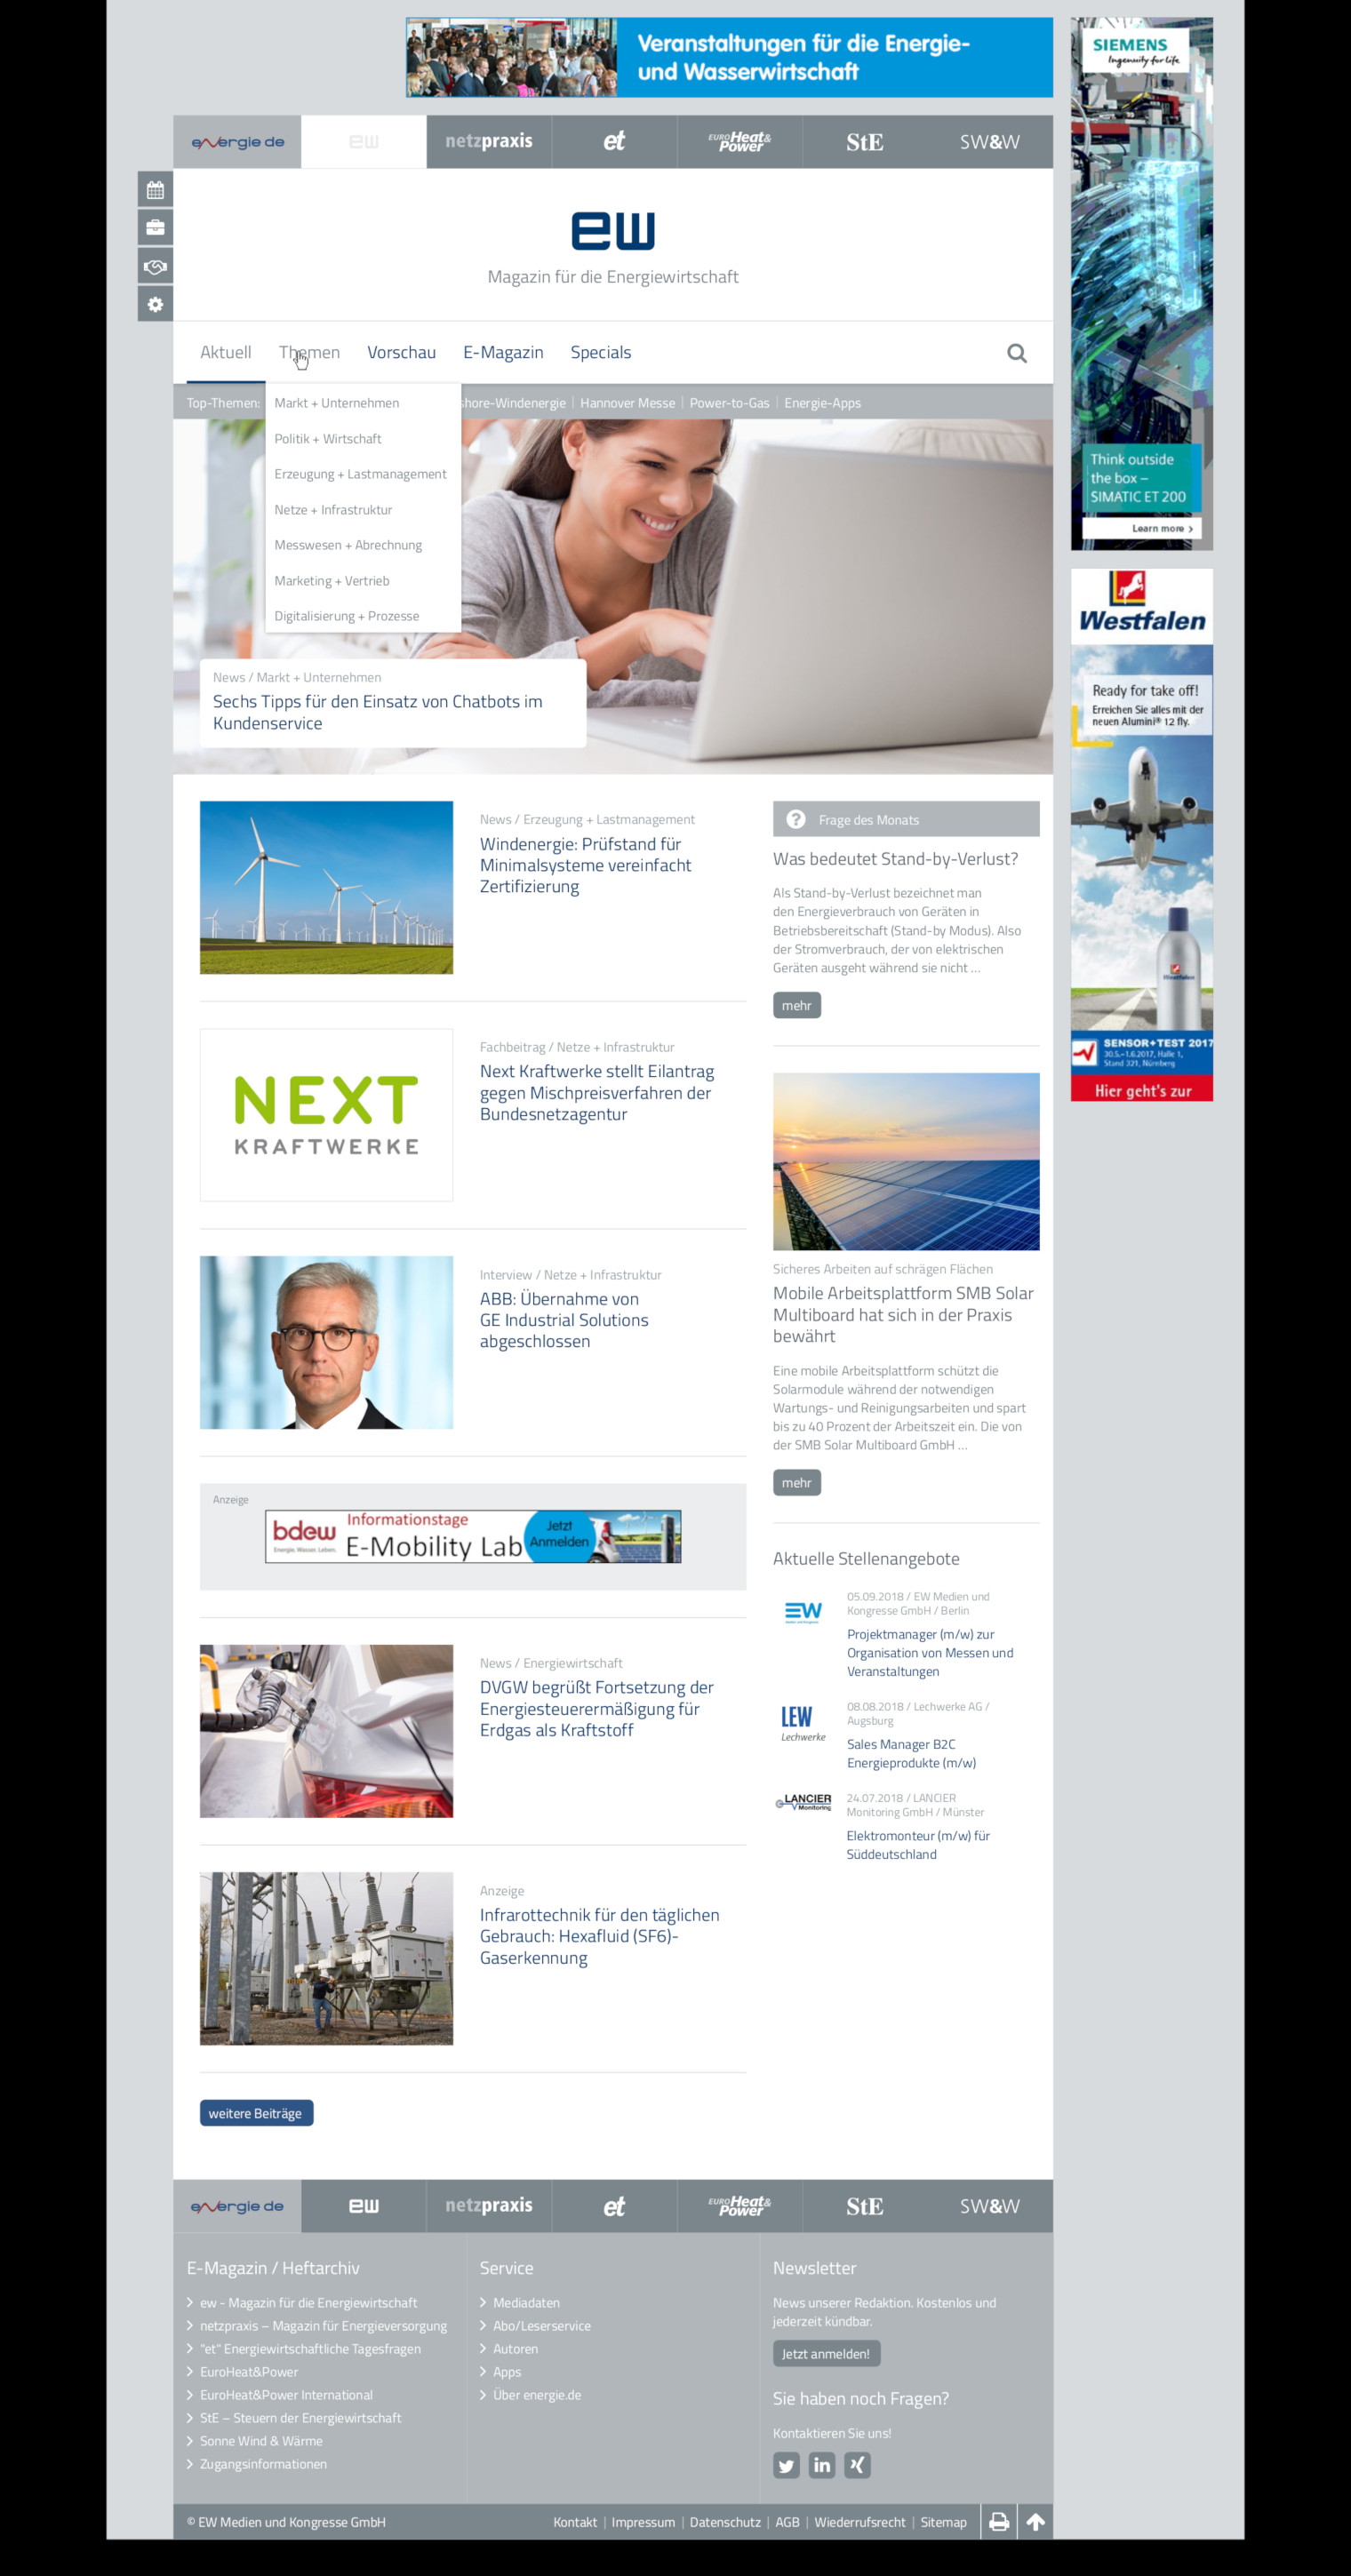 Veranstaltungen für die Energie-
und Wasserwirtschaft
SIEMENS
Ingenuity for life
energie de
ew
netzpraxis
et
EURO Heat&
Power
StE
SW&W
ew
Magazin für die Energiewirtschaft
Aktuell
Themen
Vorschau
E-Magazin
Specials
Top-Themen:
shore-Windenergie | Hannover Messe | Power-to-Gas | Energie-Apps
Markt + Unternehmen
Politik + Wirtschaft
Erzeugung + Lastmanagement
Netze + Infrastruktur
Messwesen + Abrechnung
Marketing + Vertrieb
Digitalisierung + Prozesse
Think outside
the box –
SIMATIC ET 200
Learn more >
News / Markt + Unternehmen
Sechs Tipps für den Einsatz von Chatbots im
Kundenservice
Westfalen
Ready for take off!
Erreichen Sie alles mit der
neuen Alumini® 12 fly.
Westfalen
SENSOR+TEST 2017
30.5.–1.6.2017, Halle 1,
Stand 321, Nürnberg
Hier geht's zur
News / Erzeugung + Lastmanagement
Windenergie: Prüfstand für
Minimalsysteme vereinfacht
Zertifizierung
NEXT
KRAFTWERKE
Fachbeitrag / Netze + Infrastruktur
Next Kraftwerke stellt Eilantrag
gegen Mischpreisverfahren der
Bundesnetzagentur
Interview / Netze + Infrastruktur
ABB: Übernahme von
GE Industrial Solutions
abgeschlossen
Anzeige
bdew
Energie. Wasser. Leben.
Informationstage
E-Mobility Lab
Jetzt
Anmelden
News / Energiewirtschaft
DVGW begrüßt Fortsetzung der
Energiesteuerermäßigung für
Erdgas als Kraftstoff
Anzeige
Infrarottechnik für den täglichen
Gebrauch: Hexafluid (SF6)-
Gaserkennung
weitere Beiträge
Frage des Monats
Was bedeutet Stand-by-Verlust?
Als Stand-by-Verlust bezeichnet man
den Energieverbrauch von Geräten in
Betriebsbereitschaft (Stand-by Modus). Also
der Stromverbrauch, der von elektrischen
Geräten ausgeht während sie nicht ...
mehr
Sicheres Arbeiten auf schrägen Flächen
Mobile Arbeitsplattform SMB Solar
Multiboard hat sich in der Praxis
bewährt
Eine mobile Arbeitsplattform schützt die
Solarmodule während der notwendigen
Wartungs- und Reinigungsarbeiten und spart
bis zu 40 Prozent der Arbeitszeit ein. Die von
der SMB Solar Multiboard GmbH ...
mehr
Aktuelle Stellenangebote
EW
05.09.2018 / EW Medien und
Kongresse GmbH / Berlin
Projektmanager (m/w) zur
Organisation von Messen und
Veranstaltungen
LEW
Lechwerke
08.08.2018 / Lechwerke AG /
Augsburg
Sales Manager B2C
Energieprodukte (m/w)
LANCIER
Monitoring
24.07.2018 / LANCIER
Monitoring GmbH / Münster
Elektromonteur (m/w) für
Süddeutschland
energie de
ew
netzpraxis
et
EURO Heat&
Power
StE
SW&W
E-Magazin / Heftarchiv
> ew - Magazin für die Energiewirtschaft
> netzpraxis – Magazin für Energieversorgung
> "et" Energiewirtschaftliche Tagesfragen
> EuroHeat&Power
> EuroHeat&Power International
> StE – Steuern der Energiewirtschaft
> Sonne Wind & Wärme
> Zugangsinformationen
Service
> Mediadaten
> Abo/Leserservice
> Autoren
> Apps
> Über energie.de
Newsletter
News unserer Redaktion. Kostenlos und
jederzeit kündbar.
Jetzt anmelden!
Sie haben noch Fragen?
Kontaktieren Sie uns!
in
© EW Medien und Kongresse GmbH
Kontakt | Impressum | Datenschutz | AGB | Wiederrufsrecht | Sitemap